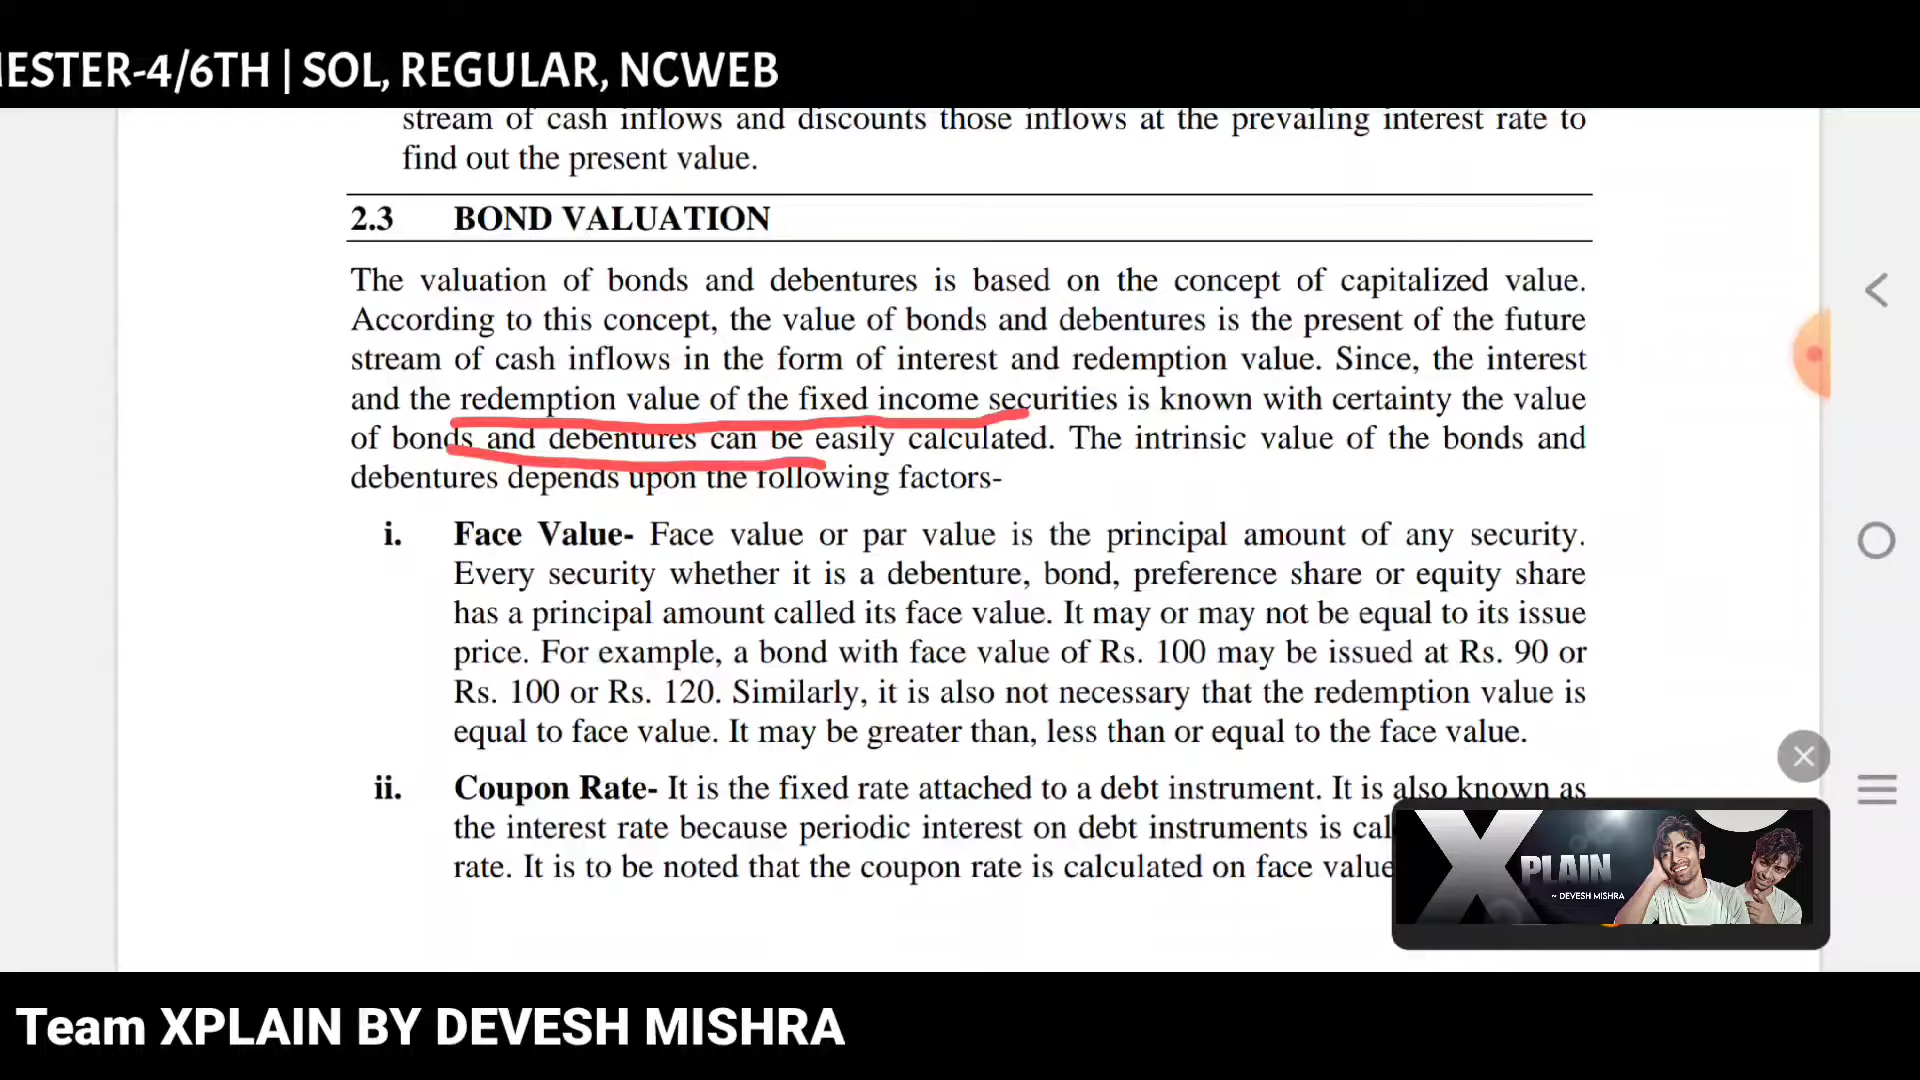 ESTER-4/6TH | SOL, REGULAR, NCWEB
stream of cash inflows and discounts those inflows at the prevailing interest rate to
find out the present value.
2.3 BOND VALUATION
The valuation of bonds and debentures is based on the concept of capitalized value.
According to this concept, the value of bonds and debentures is the present of the future
stream of cash inflows in the form of interest and redemption value. Since, the interest
and the redemption value of the fixed income securities is known with certainty the value
of bonds and debentures can be easily calculated. The intrinsic value of the bonds and
debentures depends upon the following factors-
i. Face Value- Face value or par value is the principal amount of any security.
Every security whether it is a debenture, bond, preference share or equity share
has a principal amount called its face value. It may or may not be equal to its issue
price. For example, a bond with face value of Rs. 100 may be issued at Rs. 90 or
Rs. 100 or Rs. 120. Similarly, it is also not necessary that the redemption value is
equal to face value. It may be greater than, less than or equal to the face value.
ii. Coupon Rate- It is the fixed rate attached to a debt instrument. It is also known as
the interest rate because periodic interest on debt instruments is cal
rate. It is to be noted that the coupon rate is calculated on face value
XPLAIN
~ DEVESH MISHRA
Team XPLAIN BY DEVESH MISHRA